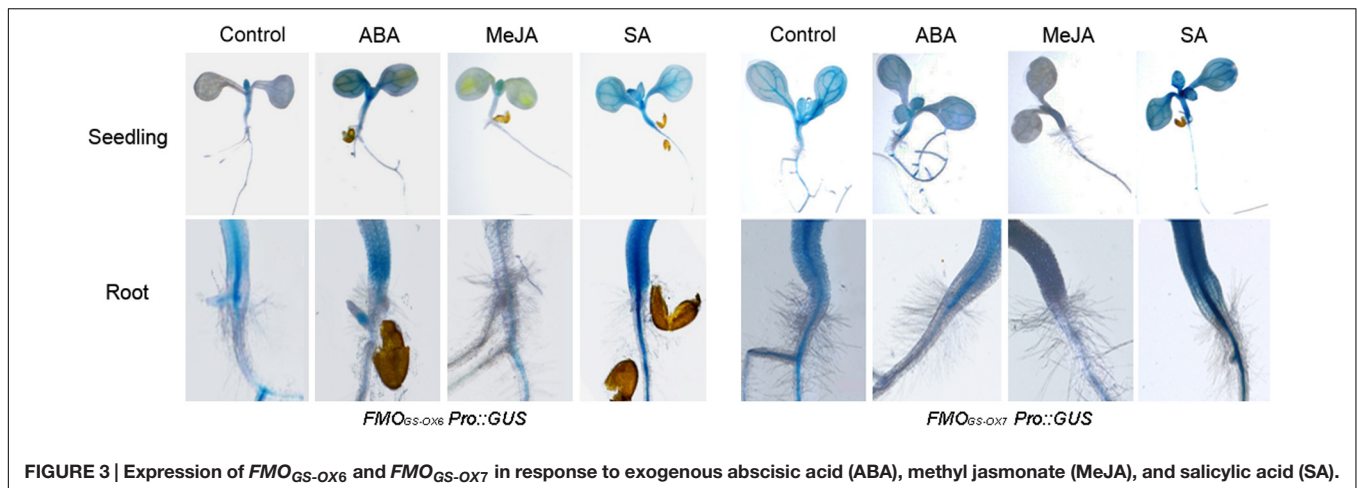 Control ABA MeJA SA Control ABA MeJA SA
Seedling
Root
FMOGS-OX6 Pro::GUS FMOGS-OX7 Pro::GUS
FIGURE 3 | Expression of FMOGS-OX6 and FMOGS-OX7 in response to exogenous abscisic acid (ABA), methyl jasmonate (MeJA), and salicylic acid (SA).